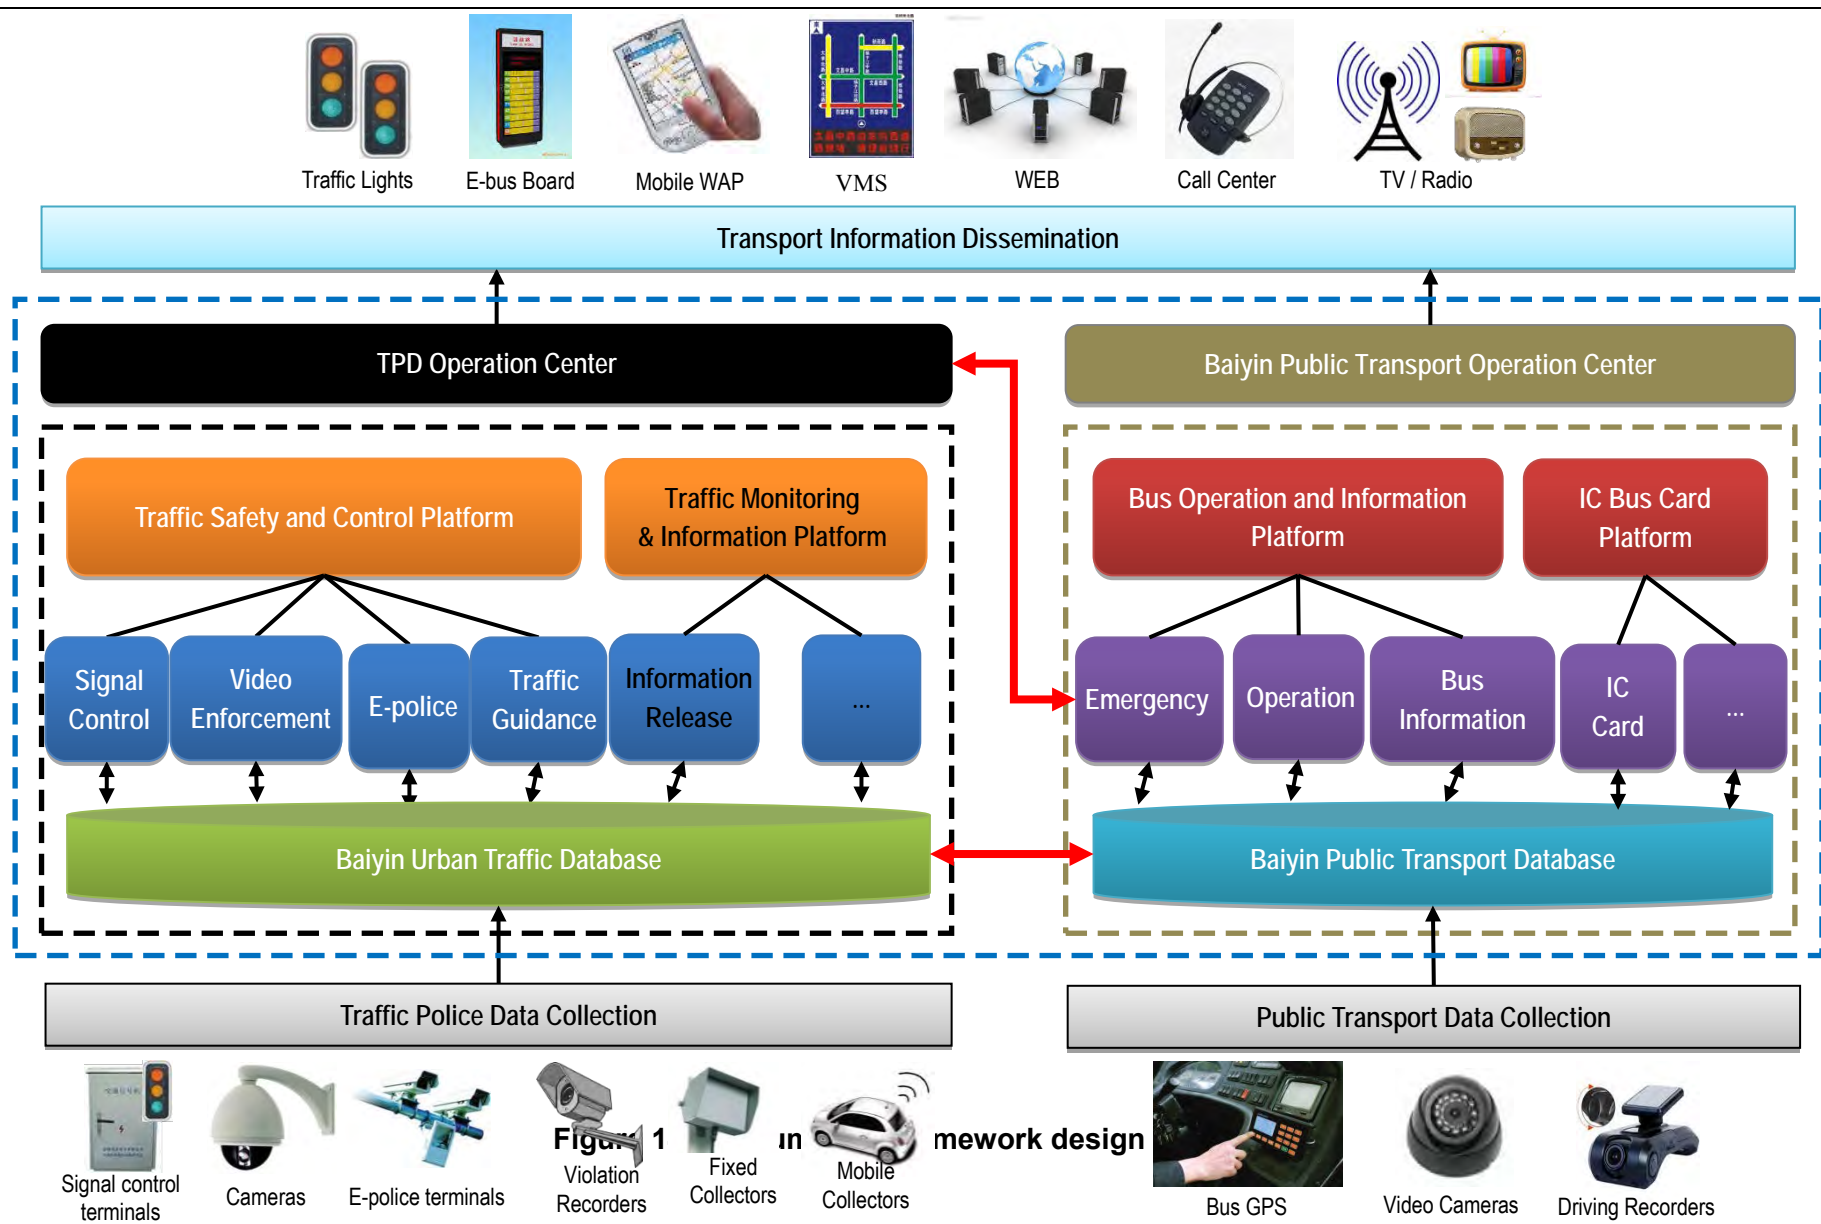 Traffic Lights
E-bus Board
Mobile WAP
VMS
WEB
Call Center
TV / Radio
Transport Information Dissemination
TPD Operation Center
Baiyin Public Transport Operation Center
Traffic Safety and Control Platform
Traffic Monitoring
& Information Platform
Bus Operation and Information
Platform
IC Bus Card
Platform
Signal
Control
Video
Enforcement
E-police
Traffic
Guidance
Information
Release
...
Emergency
Operation
Bus
Information
IC
Card
...
Baiyin Urban Traffic Database
Baiyin Public Transport Database
Traffic Police Data Collection
Public Transport Data Collection
1
design
Signal control
terminals
Cameras
E-police terminals
Violation
Recorders
Fixed
Collectors
Mobile
Collectors
Bus GPS
Video Cameras
Driving Recorders